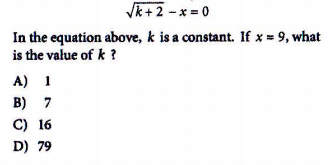 √k + 2 − x = 0
In the equation above, k is a constant. If x = 9, what
is the value of k ?
A) 1
B) 7
C) 16
D) 79